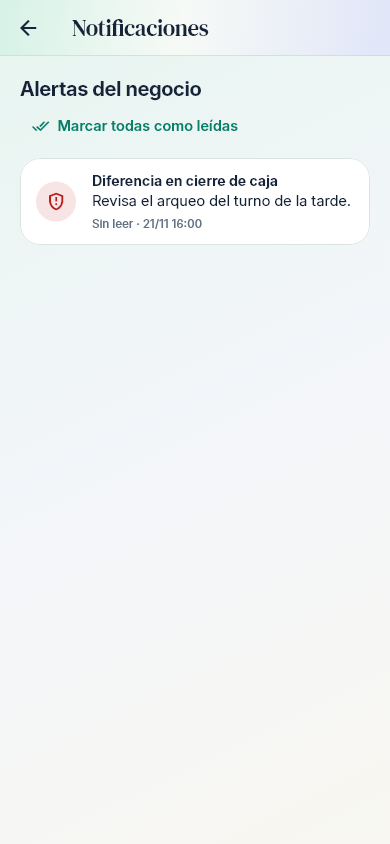 Notificaciones
Alertas del negocio
Marcar todas como leídas
Diferencia en cierre de caja
Revisa el arqueo del turno de la tarde.
Sin leer · 21/11 16:00